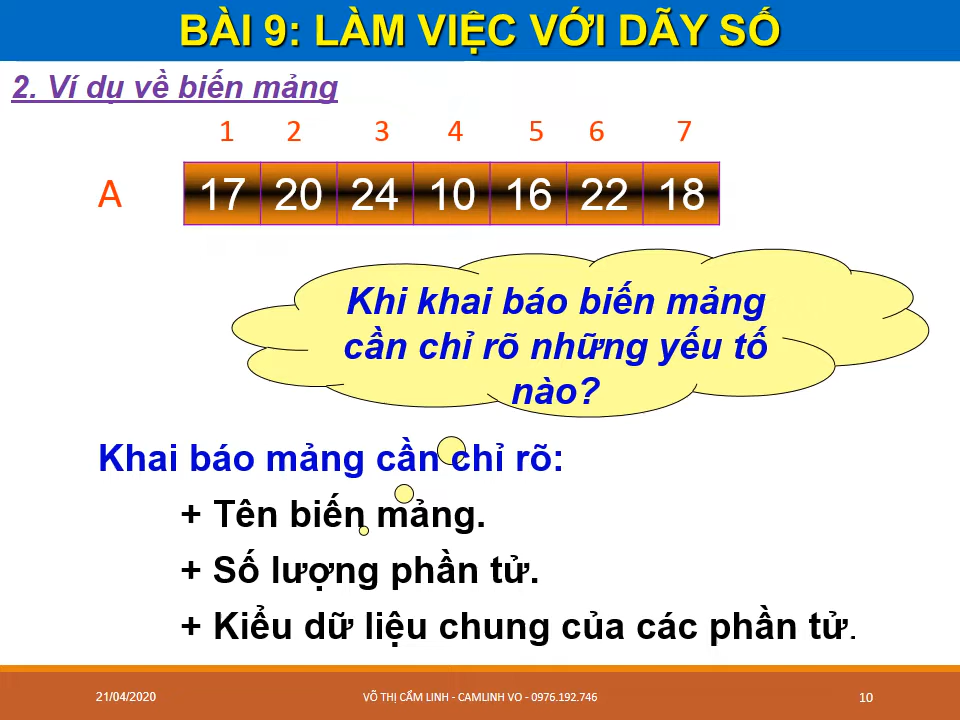 BÀI 9: LÀM VIỆC VỚI DÃY SỐ
2. Ví dụ về biến mảng
1 2 3 4 5 6 7
A 17 20 24 10 16 22 18
Khi khai báo biến mảng
cần chỉ rõ những yếu tố
nào?
Khai báo mảng cần chỉ rõ:
+ Tên biến mảng.
+ Số lượng phần tử.
+ Kiểu dữ liệu chung của các phần tử.
21/04/2020 VÕ THỊ CẨM LINH - CAMLINH VO - 0976.192.746 10